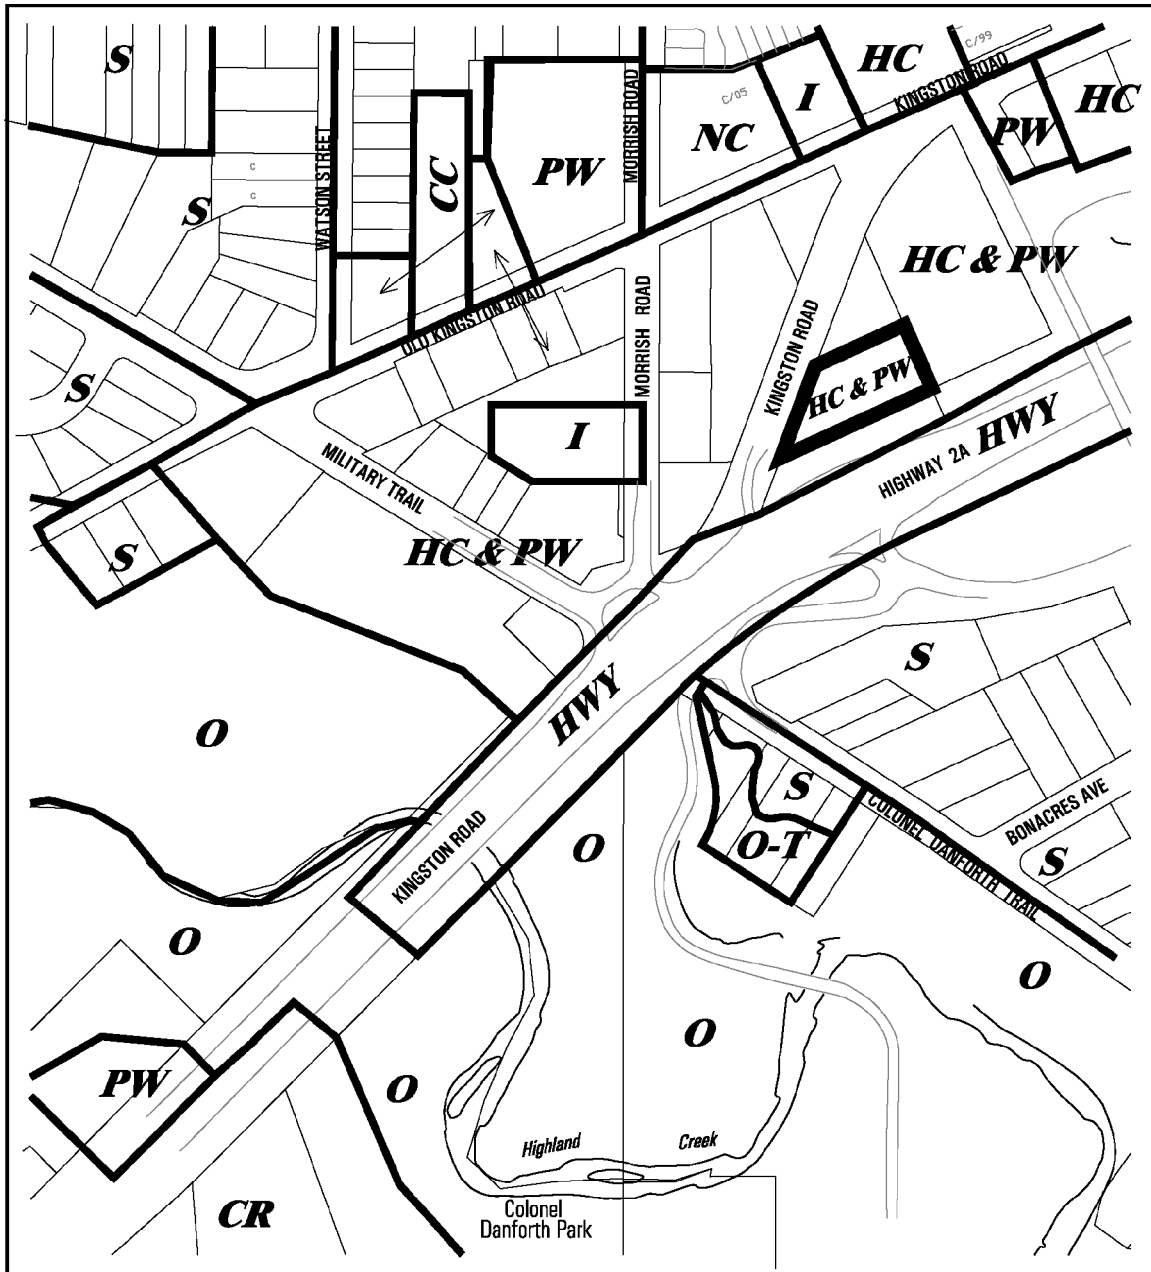 S
HC
C/99
KINGSTON ROAD
HC
I
C/05
PW
NC
MORRISH ROAD
PW
CC
WATSON STREET
C
C
S
HC & PW
OLD KINGSTON ROAD
MORRISH ROAD
KINGSTON ROAD
HC & PW
S
I
HWY
HIGHWAY 2A
MILITARY TRAIL
HC & PW
S
S
HWY
O
S
BONACRES AVE
COLONEL DANFORTH TRAIL
S
O-T
O
KINGSTON ROAD
O
O
O
PW
O
Highland
Creek
CR
Colonel
Danforth Park